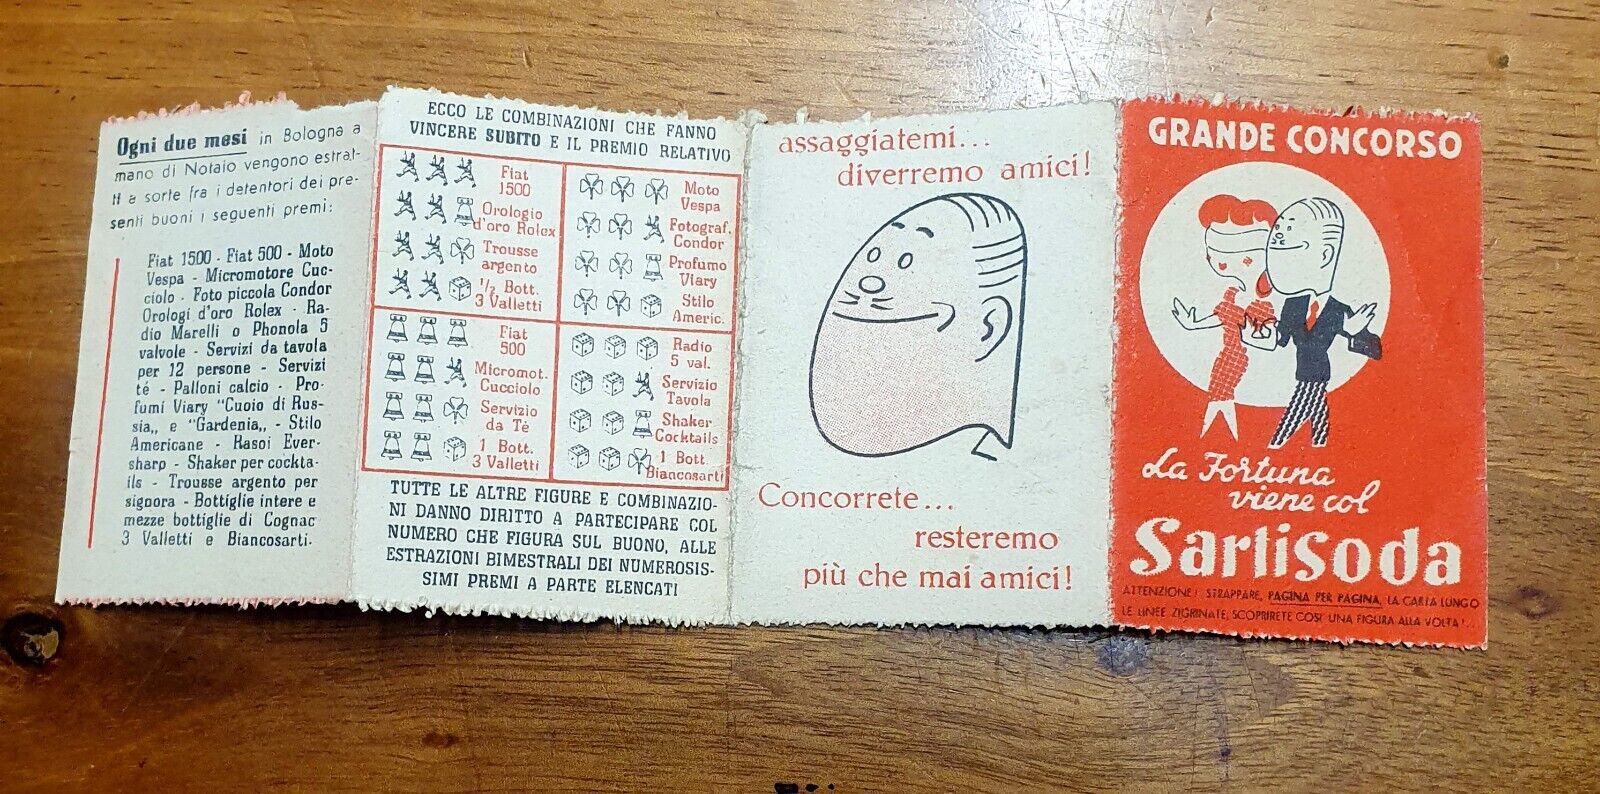 Ogni due mesi in Bologna a
mano di Notaio vengono estrat-
ti a sorte fra i detentori dei pre-
senti buoni i seguenti premi:
Fiat 1500 - Fiat 500 - Moto
Vespa - Micromotore Cuc-
ciolo - Foto piccola Condor
Orologi d'oro Rolex - Ra-
dio Marelli o Phonola 5
valvole - Servizi da tavola
per 12 persone - Servizi
té - Palloni calcio - Pro-
fumi Viary "Cuoio di Rus-
sia„ e "Gardenia„ - Stilo
Americane - Rasoi Ever-
sharp - Shaker per cockta-
ils - Trousse argento per
signora - Bottiglie intere e
mezze bottiglie di Cognac
3 Valletti e Biancosarti.
ECCO LE COMBINAZIONI CHE FANNO
VINCERE SUBITO E IL PREMIO RELATIVO
Fiat
1500
Orologio
d'oro Rolex
Trousse
argento
½ Bott.
3 Valletti
Moto
Vespa
Fotograf.
Condor
Profumo
Viary
Stilo
Americ.
Fiat
500
Micromot.
Cucciolo
Servizio
da Tè
1 Bott.
3 Valletti
Radio
5 val.
Servizio
Tavola
Shaker
Cocktails
1 Bott.
Biancosarti
TUTTE LE ALTRE FIGURE E COMBINAZIO-
NI DANNO DIRITTO A PARTECIPARE COL
NUMERO CHE FIGURA SUL BUONO, ALLE
ESTRAZIONI BIMESTRALI DEI NUMEROSIS-
SIMI PREMI A PARTE ELENCATI
assaggiatemi...
diverremo amici!
Concorrete...
resteremo
più che mai amici!
GRANDE CONCORSO
La Fortuna
viene col
SartiSoda
ATTENZIONE! STRAPPARE, PAGINA PER PAGINA, LA CARTA LUNGO
LE LINEE ZIGRINATE, SCOPRIRETE COSI' UNA FIGURA ALLA VOLTA!...